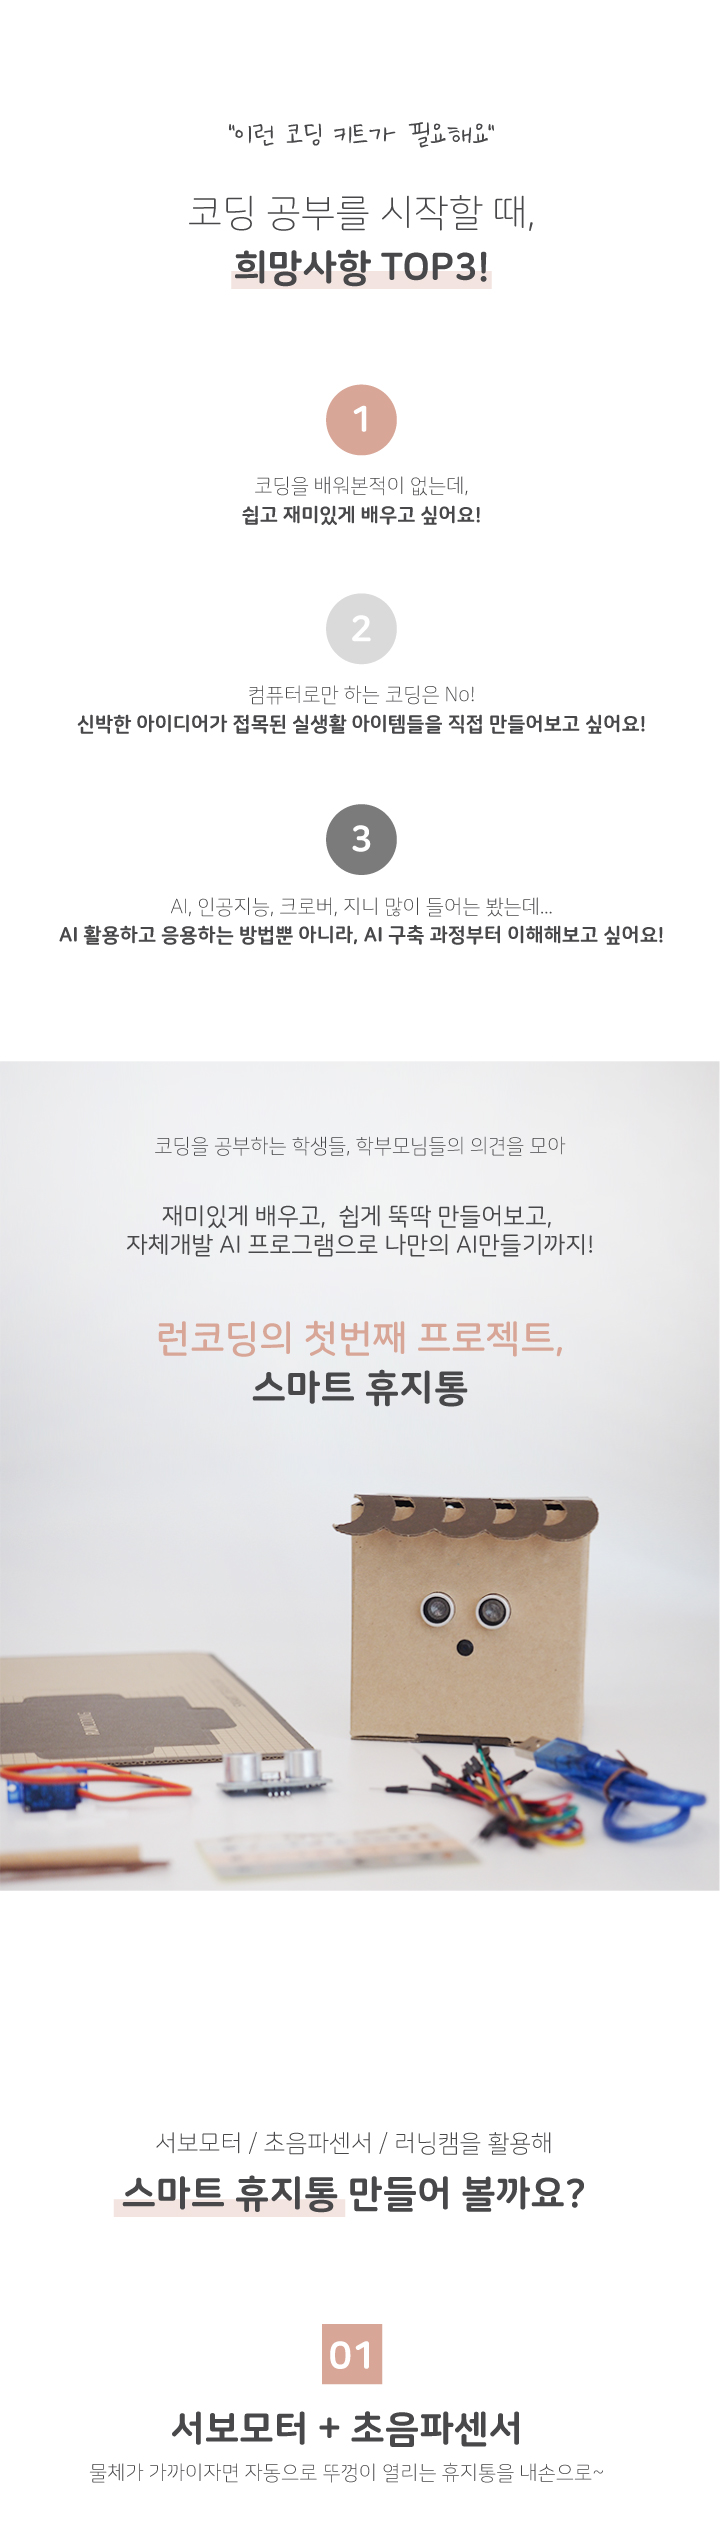 "이런 코딩 키트가 필요해요"
코딩 공부를 시작할 때,
희망사항 TOP3!
1
코딩을 배워본적이 없는데,
쉽고 재미있게 배우고 싶어요!
2
컴퓨터로만 하는 코딩은 No!
신박한 아이디어가 접목된 실생활 아이템들을 직접 만들어보고 싶어요!
3
AI, 인공지능, 크로버, 지니 많이 들어는 봤는데...
AI 활용하고 응용하는 방법뿐 아니라, AI 구축 과정부터 이해해보고 싶어요!
코딩을 공부하는 학생들, 학부모님들의 의견을 모아
재미있게 배우고, 쉽게 뚝딱 만들어보고,
자체개발 AI 프로그램으로 나만의 AI만들기까지!
런코딩의 첫번째 프로젝트,
스마트 휴지통
서보모터 / 초음파센서 / 러닝캠을 활용해
스마트 휴지통 만들어 볼까요?
01
서보모터 + 초음파센서
물체가 가까이자면 자동으로 뚜껑이 열리는 휴지통을 내손으로~